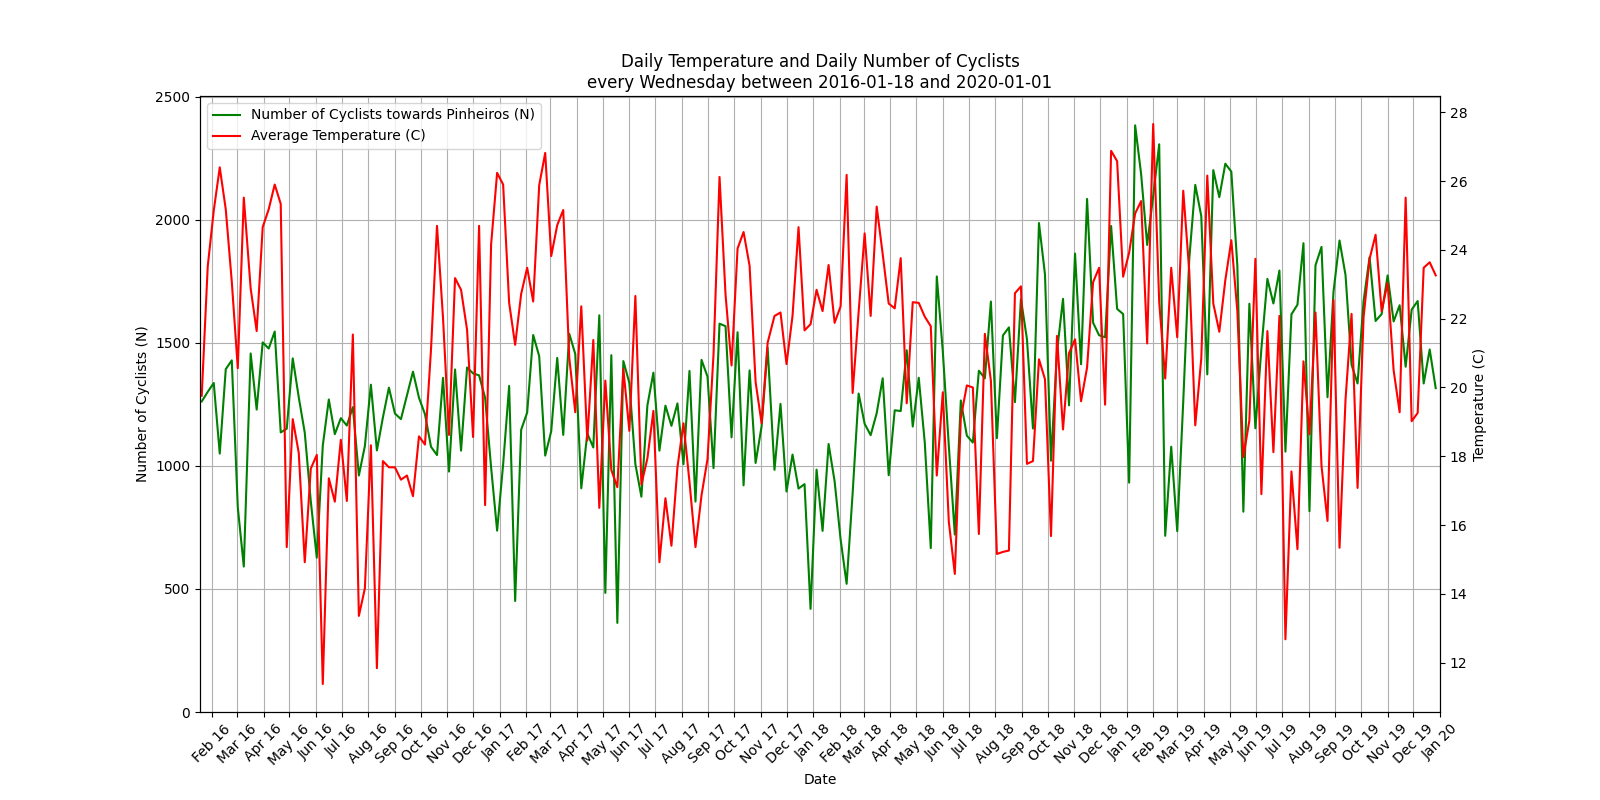 Daily Temperature and Daily Number of Cyclists
every Wednesday between 2016-01-18 and 2020-01-01
Number of Cyclists towards Pinheiros (N)
Average Temperature (C)
Number of Cyclists (N)
2500
2000
1500
1000
500
0
Temperature (C)
28
26
24
22
20
18
16
14
12
Feb 16
Mar 16
Apr 16
May 16
Jun 16
Jul 16
Aug 16
Sep 16
Oct 16
Nov 16
Dec 16
Jan 17
Feb 17
Mar 17
Apr 17
May 17
Jun 17
Jul 17
Aug 17
Sep 17
Oct 17
Nov 17
Dec 17
Jan 18
Feb 18
Mar 18
Apr 18
May 18
Jun 18
Jul 18
Aug 18
Sep 18
Oct 18
Nov 18
Dec 18
Jan 19
Feb 19
Mar 19
Apr 19
May 19
Jun 19
Jul 19
Aug 19
Sep 19
Oct 19
Nov 19
Dec 19
Jan 20
Date